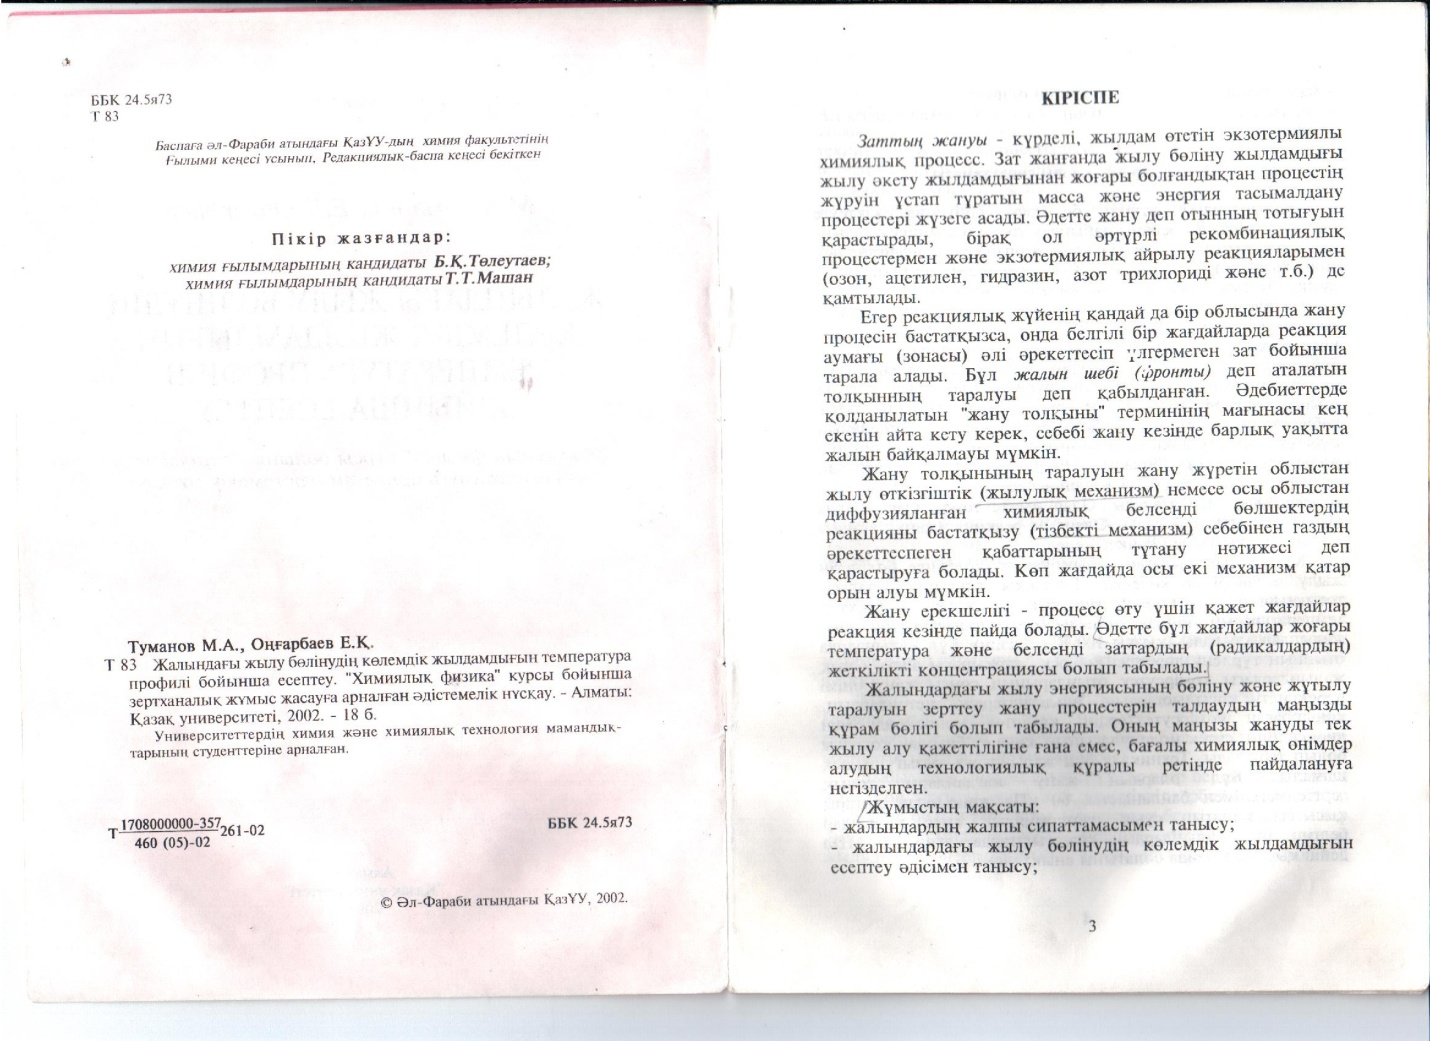 ББК 24.5я73
Т 83
Баспаға әл-Фараби атындағы ҚазҰУ-дың химия факультетінің
Ғылыми кеңесі ұсынып, Редакциялық-баспа кеңесі бекіткен
Пікір жазғандар:
химия ғылымдарының кандидаты Б.Қ.Төлеутаев;
химия ғылымдарының кандидаты Т.Т.Машан
Туманов М.А., Оңғарбаев Е.Қ.
Т 83 Жалындағы жылу бөлінудің көлемдік жылдамдығын температура
профилі бойынша есептеу. "Химиялық физика" курсы бойынша
зертханалық жұмыс жасауға арналған әдістемелік нұсқау. - Алматы:
Қазақ университеті, 2002. - 18 б.
Университеттердің химия және химиялық технология мамандық-
тарының студенттеріне арналған.
Т 1708000000-357 261-02
460 (05)-02
ББК 24.5я73
© Әл-Фараби атындағы ҚазҰУ, 2002.
КІРІСПЕ
Заттың жануы - күрделі, жылдам өтетін экзотермиялы
химиялық процесс. Зат жанғанда жылу бөліну жылдамдығы
жылу әкету жылдамдығынан жоғары болғандықтан процестің
жүруін ұстап тұратын масса және энергия тасымалдану
процестері жүзеге асады. Әдетте жану деп отынның тотығуын
қарастырады, бірақ ол әртүрлі рекомбинациялық
процестермен және экзотермиялық айрылу реакцияларымен
(озон, ацетилен, гидразин, азот трихлориді және т.б.) де
қамтылады.
Егер реакциялық жүйенің қандай да бір облысында жану
процесін бастатқызса, онда белгілі бір жағдайларда реакция
аумағы (зонасы) әлі әрекеттесіп үлгермеген зат бойынша
тарала алады. Бұл жалын шебі (фронты) деп аталатын
толқынның таралуы деп қабылданған. Әдебиеттерде
қолданылатын "жану толқыны" терминінің мағынасы кең
екенін айта кету керек, себебі жану кезінде барлық уақытта
жалын байқалмауы мүмкін.
Жану толқынының таралуын жану жүретін облыстан
жылу өткізгіштік (жылулық механизм) немесе осы облыстан
диффузияланған химиялық белсенді бөлшектердің
реакцияны бастатқызу (тізбекті механизм) себебінен газдың
әрекеттеспеген қабаттарының тұтану нәтижесі деп
қарастыруға болады. Көп жағдайда осы екі механизм қатар
орын алуы мүмкін.
Жану ерекшелігі - процесс өту үшін қажет жағдайлар
реакция кезінде пайда болады. Әдетте бұл жағдайлар жоғары
температура және белсенді заттардың (радикалдардың)
жеткілікті концентрациясы болып табылады.
Жалындардағы жылу энергиясының бөліну және жұтылу
таралуын зерттеу жану процестерін талдаудың маңызды
құрам бөлігі болып табылады. Оның маңызы жануды тек
жылу алу қажеттілігіне ғана емес, бағалы химиялық өнімдер
алудың технологиялық құралы ретінде пайдалануға
негізделген.
Жұмыстың мақсаты:
- жалындардың жалпы сипаттамасымен танысу;
- жалындардағы жылу бөлінудің көлемдік жылдамдығын
есептеу әдісімен танысу;
3